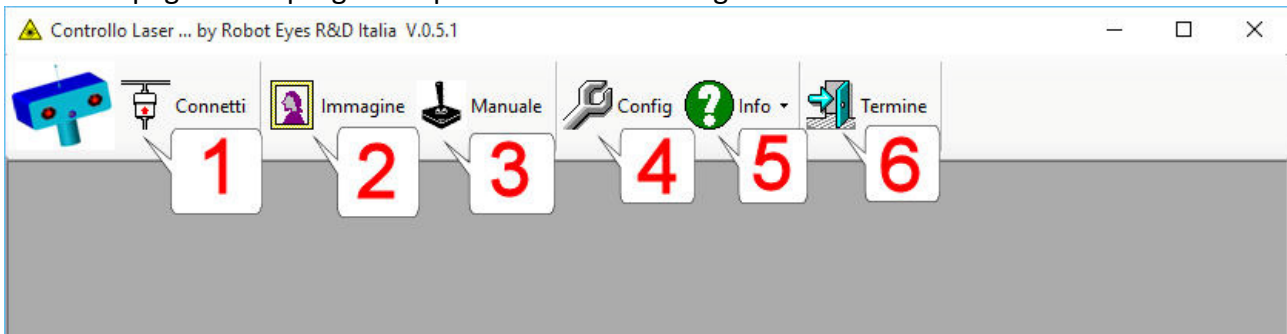 Controllo Laser ... by Robot Eyes R&D Italia V.0.5.1
Connetti Immagine Manuale Config Info Termine
1 2 3 4 5 6